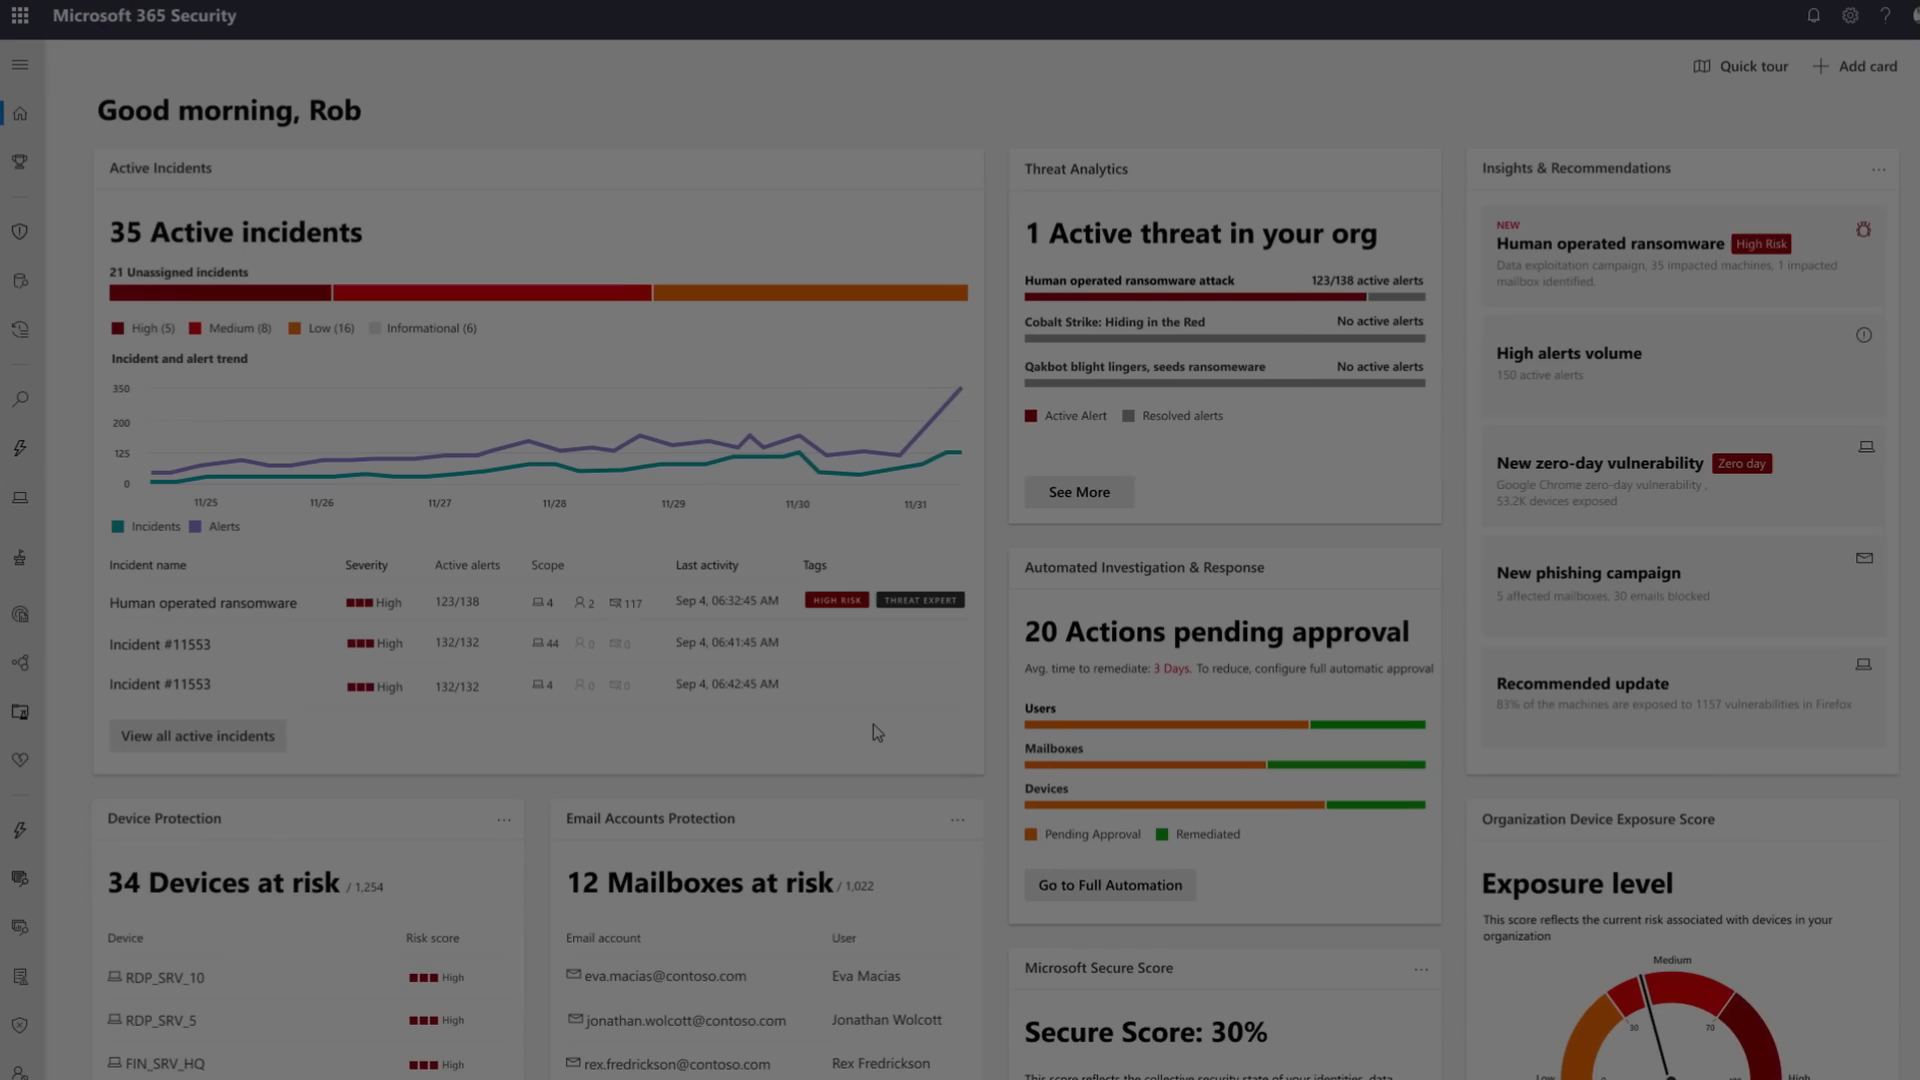 Microsoft 365 Security
Quick tour
Add card
Good morning, Rob
Active Incidents
35 Active incidents
21 Unassigned incidents
High (5) Medium (8) Low (16) Informational (6)
Incident and alert trend
350
200
125
0
11/25 11/26 11/27 11/28 11/29 11/30 11/31
Incidents Alerts
Incident name Severity Active alerts Scope Last activity Tags
Human operated ransomware High 123/138 4 2 117 Sep 4, 06:32:45 AM HIGH RISK THREAT EXPERT
Incident #11553 High 132/132 44 0 0 Sep 4, 06:41:45 AM
Incident #11553 High 132/132 4 0 0 Sep 4, 06:42:45 AM
View all active incidents
Threat Analytics
1 Active threat in your org
Human operated ransomware attack 123/138 active alerts
Cobalt Strike: Hiding in the Red No active alerts
Qakbot blight lingers, seeds ransomeware No active alerts
Active Alert Resolved alerts
See More
Insights & Recommendations
NEW
Human operated ransomware High Risk
Data exploitation campaign, 35 impacted machines, 1 impacted
mailbox identified.
High alerts volume
150 active alerts
New zero-day vulnerability Zero day
Google Chrome zero-day vulnerability ,
53.2K devices exposed
New phishing campaign
5 affected mailboxes, 30 emails blocked
Recommended update
83% of the machines are exposed to 1157 vulnerabilities in Firefox
Automated Investigation & Response
20 Actions pending approval
Avg. time to remediate: 3 Days. To reduce, configure full automatic approval
Users
Mailboxes
Devices
Pending Approval Remediated
Go to Full Automation
Device Protection
34 Devices at risk / 1,254
Device Risk score
RDP_SRV_10 High
RDP_SRV_5 High
FIN_SRV_HQ High
Email Accounts Protection
12 Mailboxes at risk / 1,022
Email account User
eva.macias@contoso.com Eva Macias
jonathan.wolcott@contoso.com Jonathan Wolcott
rex.fredrickson@contoso.com Rex Fredrickson
Microsoft Secure Score
Secure Score: 30%
This score reflects the collective security state of your identities, data
Organization Device Exposure Score
Exposure level
This score reflects the current risk associated with devices in your
organization
Medium
30 70
Low High